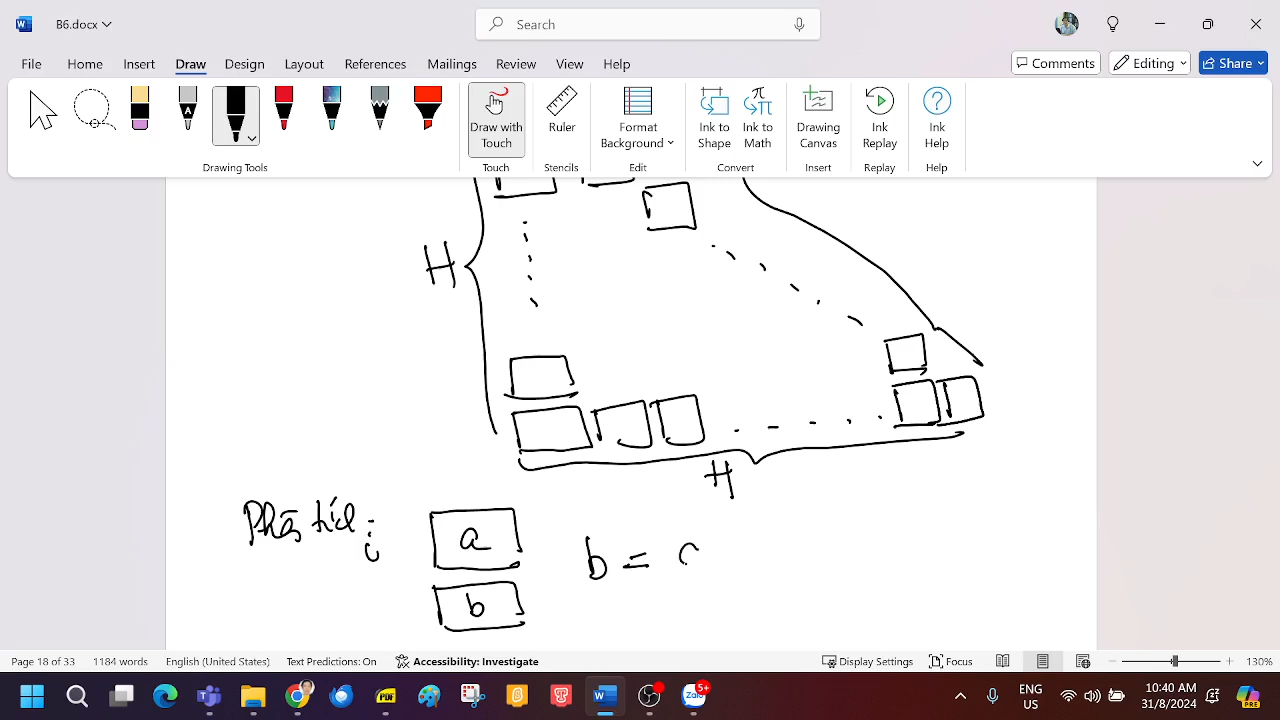 B6.docx
Search
File Home Insert Draw Design Layout References Mailings Review View Help
Comments Editing Share
Draw with Touch
Ruler
Format Background
Ink to Shape
Ink to Math
Drawing Canvas
Ink Replay
Ink Help
Drawing Tools Touch Stencils Edit Convert Insert Replay Help
H
H
a
b = a
b
Page 18 of 33 1184 words English (United States) Text Predictions: On Accessibility: Investigate Display Settings Focus 130%
ENG 10:40 AM
US 31/8/2024